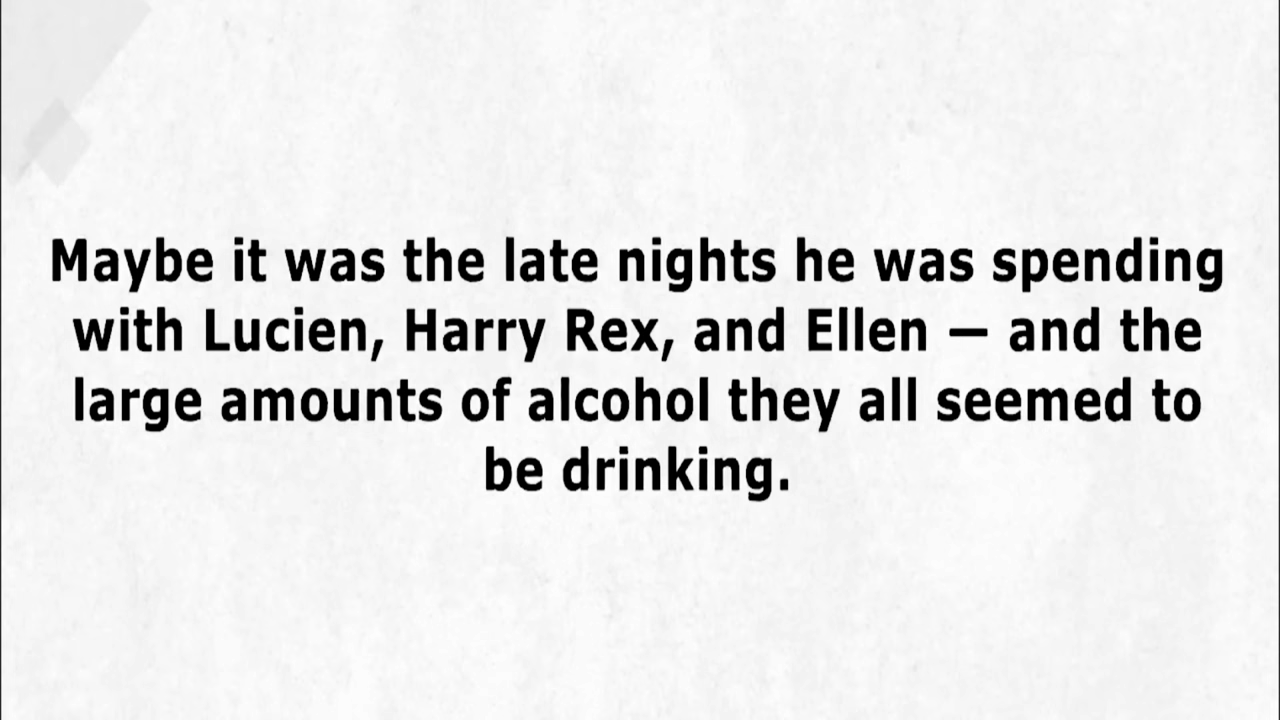 Maybe it was the late nights he was spending
with Lucien, Harry Rex, and Ellen — and the
large amounts of alcohol they all seemed to
be drinking.